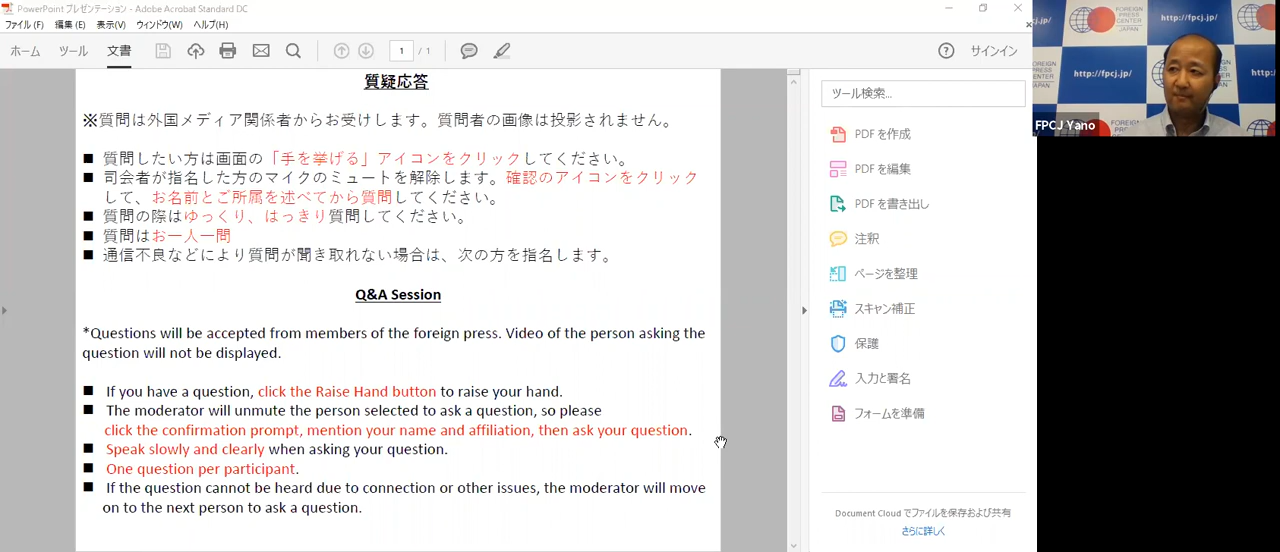 PowerPoint プレゼンテーション - Adobe Acrobat Standard DC
ファイル(F) 編集(E) 表示(V) ウィンドウ(W) ヘルプ(H)
ホーム ツール 文書 1 / 1 サインイン
質疑応答
※質問は外国メディア関係者からお受けします。質問者の画像は投影されません。
■ 質問したい方は画面の「手を挙げる」アイコンをクリックしてください。
■ 司会者が指名した方のマイクのミュートを解除します。確認のアイコンをクリック
して、お名前とご所属を述べてから質問してください。
■ 質問の際はゆっくり、はっきり質問してください。
■ 質問はお一人一問
■ 通信不良などにより質問が聞き取れない場合は、次の方を指名します。
Q&A Session
*Questions will be accepted from members of the foreign press. Video of the person asking the
question will not be displayed.
■ If you have a question, click the Raise Hand button to raise your hand.
■ The moderator will unmute the person selected to ask a question, so please
click the confirmation prompt, mention your name and affiliation, then ask your question.
■ Speak slowly and clearly when asking your question.
■ One question per participant.
■ If the question cannot be heard due to connection or other issues, the moderator will move
on to the next person to ask a question.
ツール検索...
PDF を作成
PDF を編集
PDF を書き出し
注釈
ページを整理
スキャン補正
保護
入力と署名
フォームを準備
Document Cloud でファイルを保存および共有
さらに詳しく
FOREIGN
PRESS
CENTER
JAPAN
http://fpcj.jp/
http://fpcj.jp/
http://fpcj.jp/
FPCJ Yano